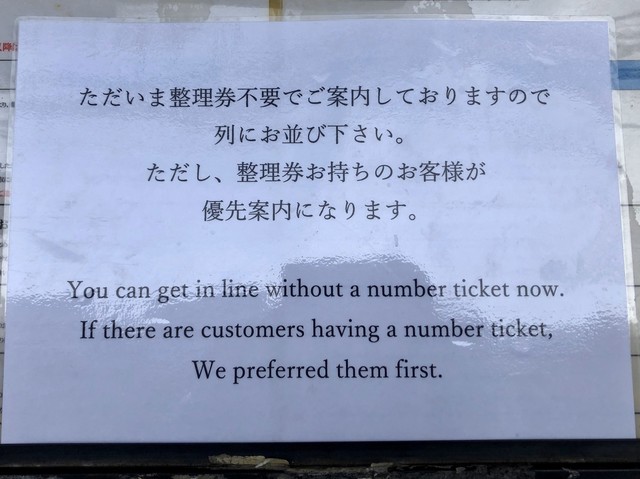 ただいま整理券不要でご案内しておりますので
列にお並び下さい。
ただし、整理券お持ちのお客様が
優先案内になります。
You can get in line without a number ticket now.
If there are customers having a number ticket,
We preferred them first.